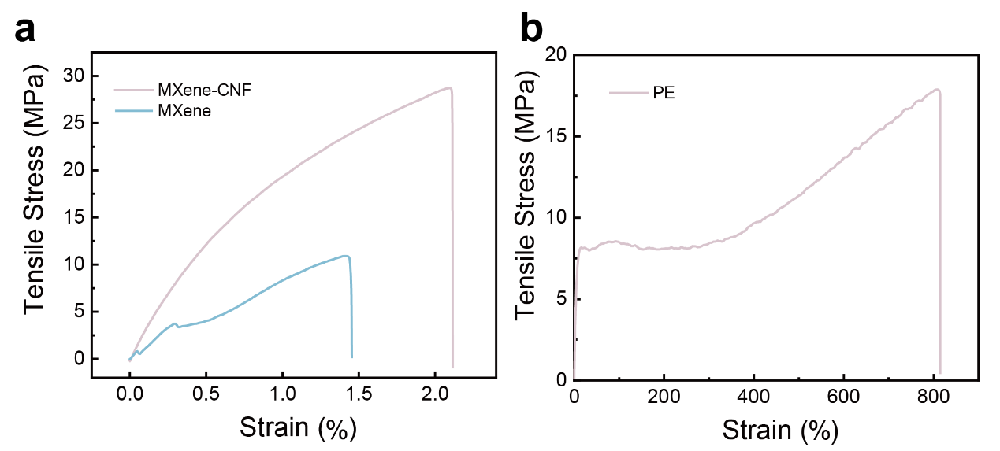 a
Tensile Stress (MPa)
30
25
20
15
10
5
0
MXene-CNF
MXene
0.0 0.5 1.0 1.5 2.0
Strain (%)
b
Tensile Stress (MPa)
20
15
10
5
0
PE
0 200 400 600 800
Strain (%)